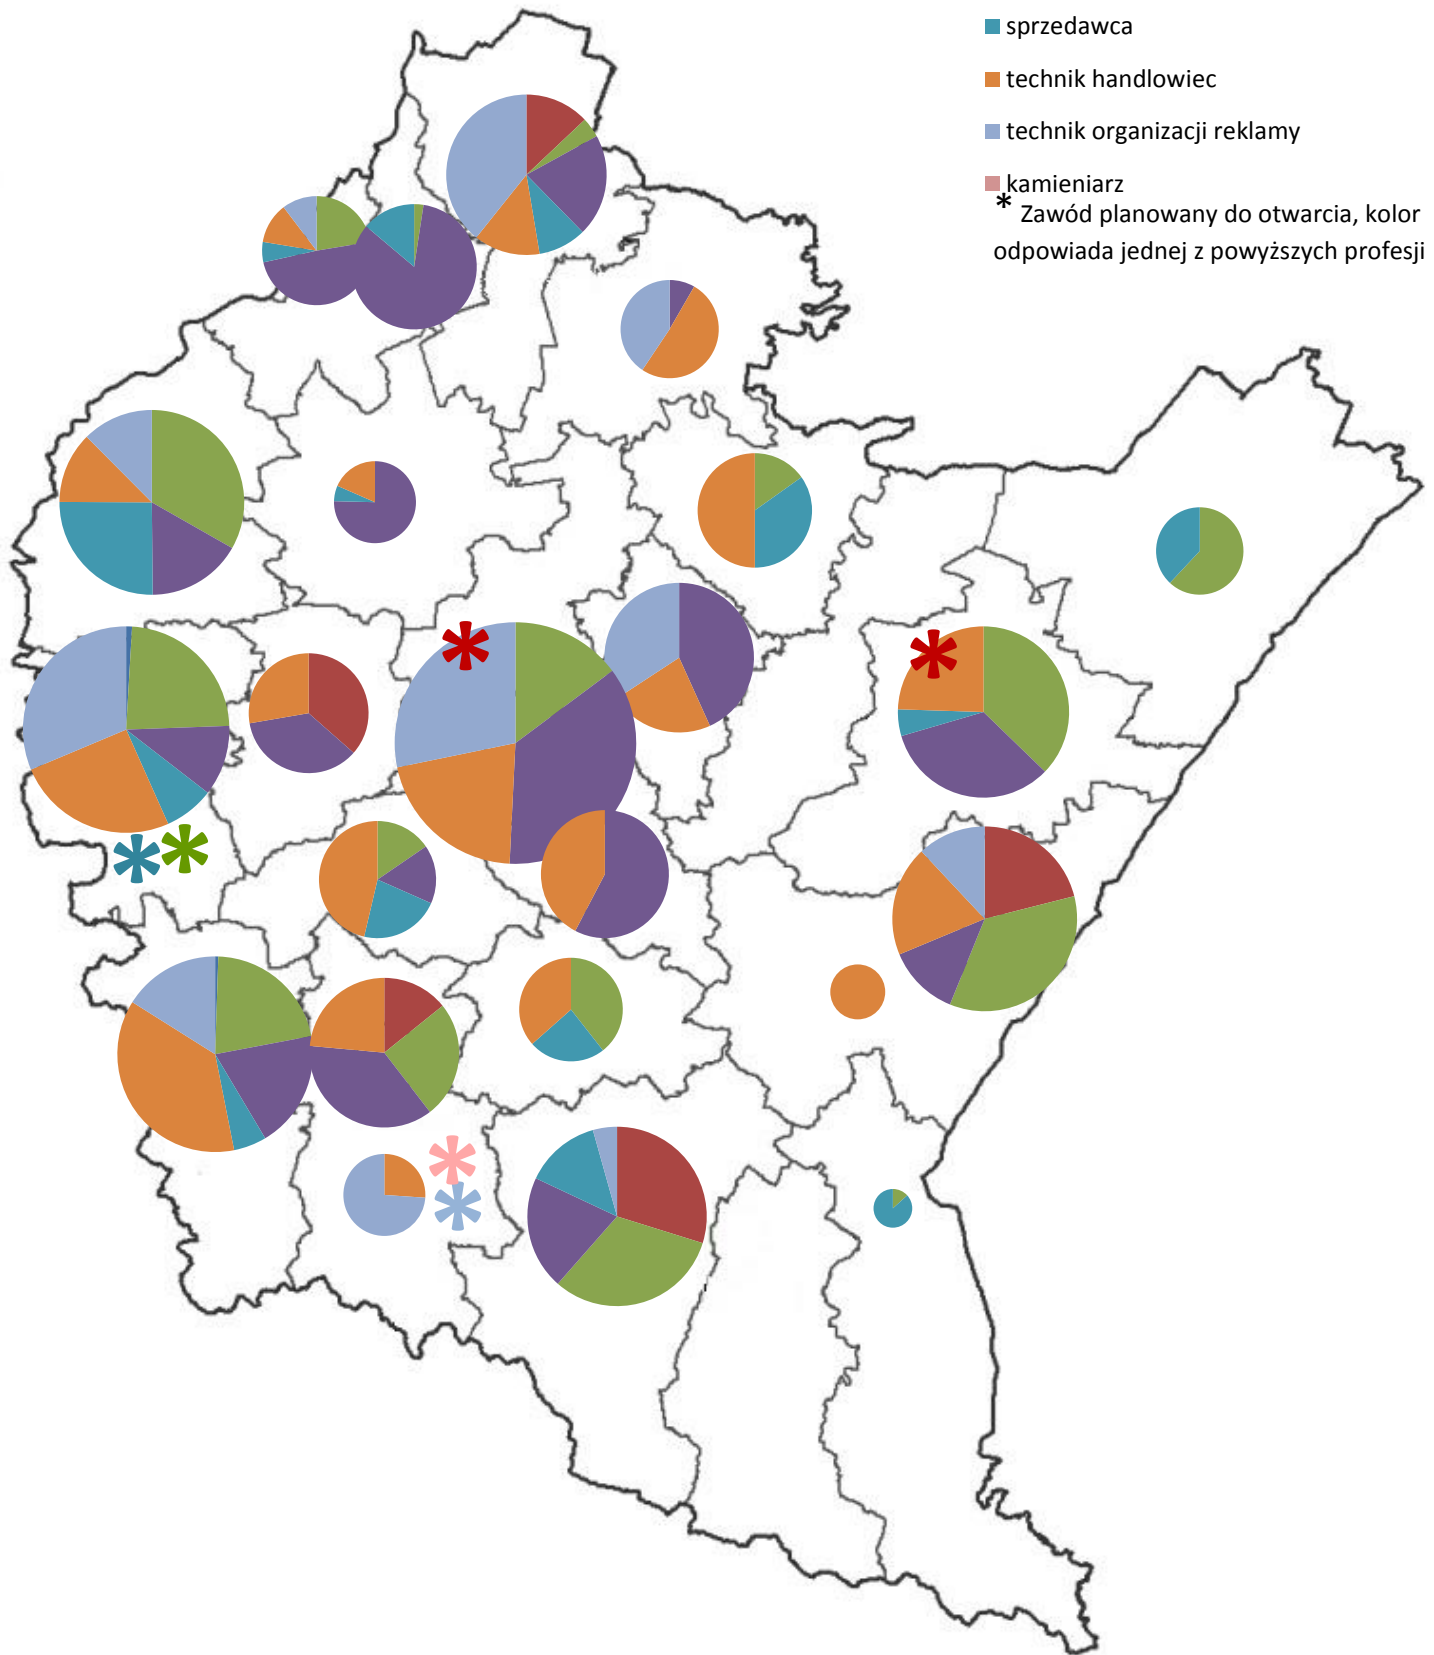 sprzedawca
technik handlowiec
technik organizacji reklamy
kamieniarz
* Zawód planowany do otwarcia, kolor
odpowiada jednej z powyższych profesji